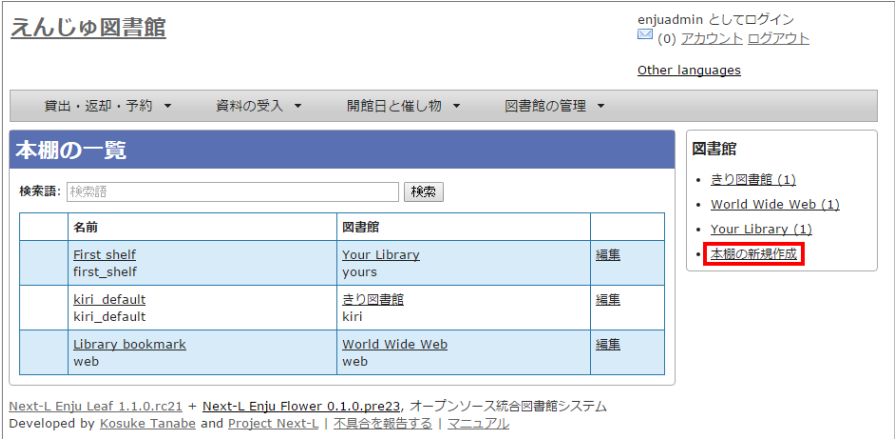 えんじゅ図書館
enjuadmin としてログイン
(0) アカウント ログアウト
Other languages
貸出・返却・予約 ▼ 資料の受入 ▼ 開館日と催し物 ▼ 図書館の管理 ▼
本棚の一覧
検索語: 検索語 検索
名前 図書館
First shelf Your Library 編集
first_shelf yours
kiri_default きり図書館 編集
kiri_default kiri
Library bookmark World Wide Web 編集
web web
図書館
• きり図書館 (1)
• World Wide Web (1)
• Your Library (1)
• 本棚の新規作成
Next-L Enju Leaf 1.1.0.rc21 + Next-L Enju Flower 0.1.0.pre23, オープンソース統合図書館システム
Developed by Kosuke Tanabe and Project Next-L | 不具合を報告する | マニュアル